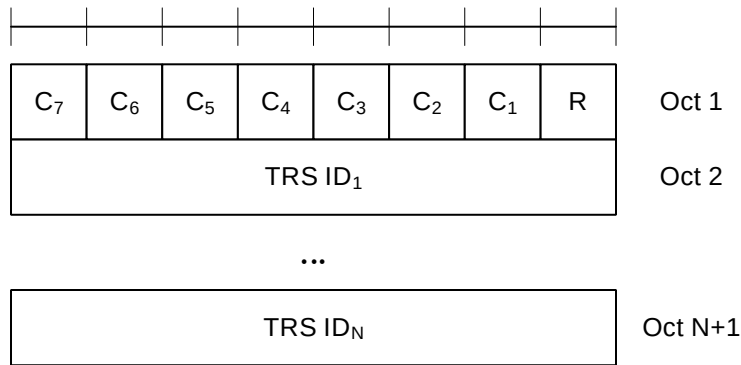 C₇ C₆ C₅ C₄ C₃ C₂ C₁ R Oct 1
TRS ID₁ Oct 2
...
TRS IDₙ Oct N+1